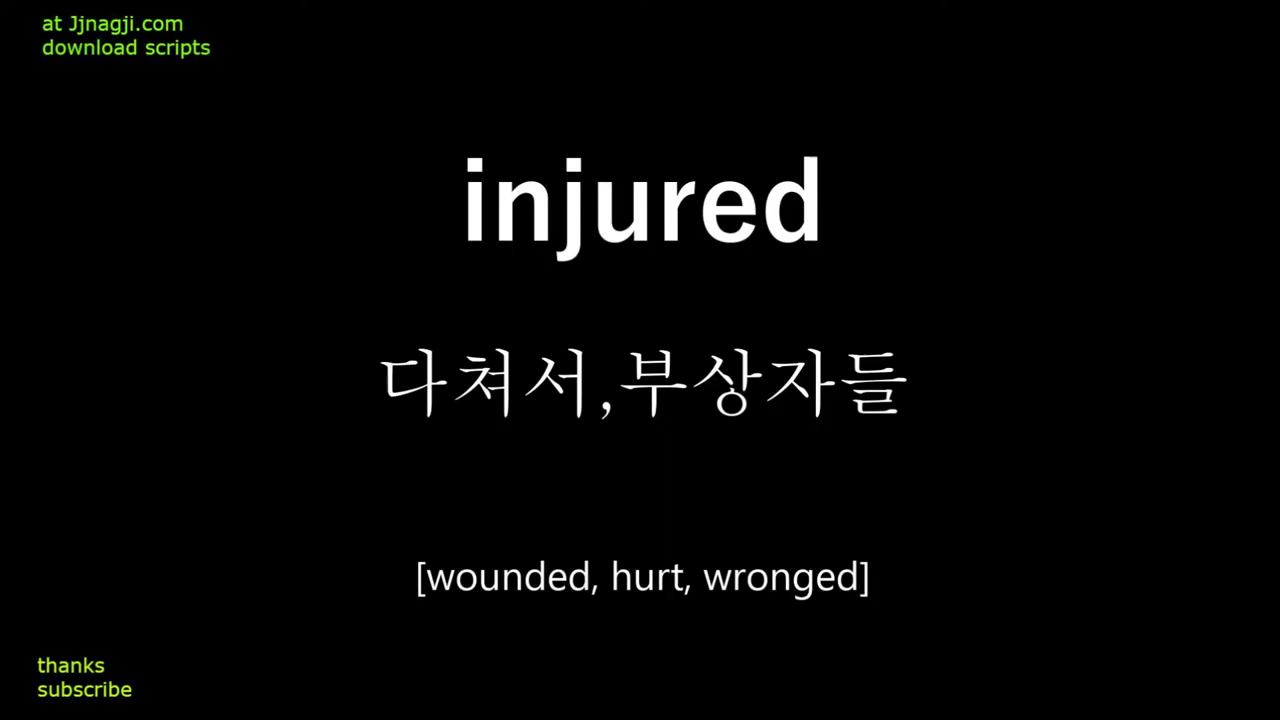 at Jjnagji.com
download scripts
injured
다쳐서,부상자들
[wounded, hurt, wronged]
thanks
subscribe